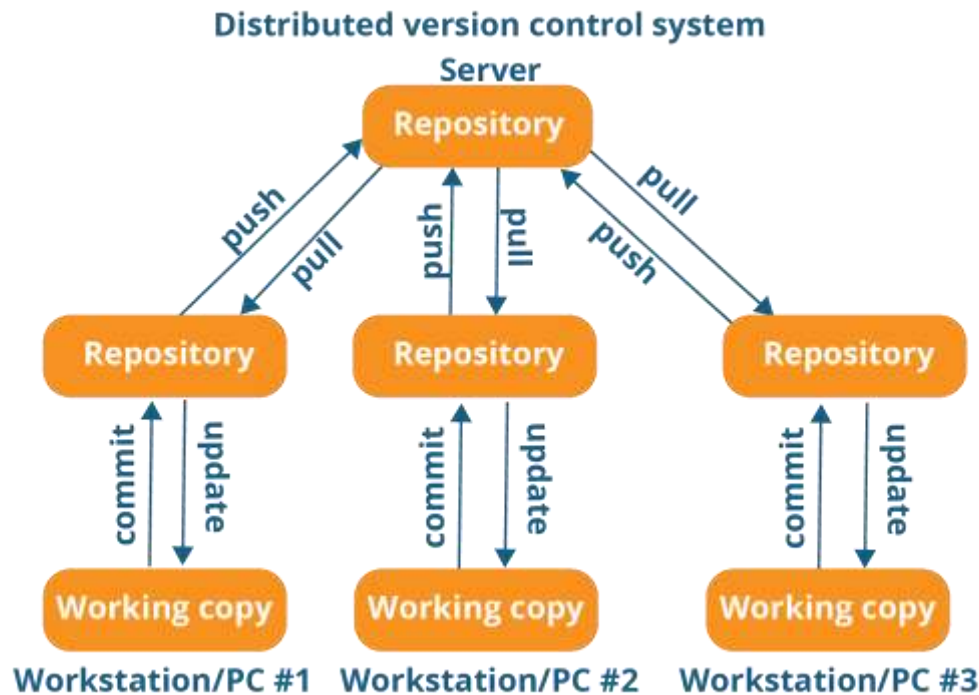 Distributed version control system
Server
Repository
push
pull
push
pull
push
pull
Repository
Repository
Repository
commit
update
commit
update
commit
update
Working copy
Working copy
Working copy
Workstation/PC #1
Workstation/PC #2
Workstation/PC #3